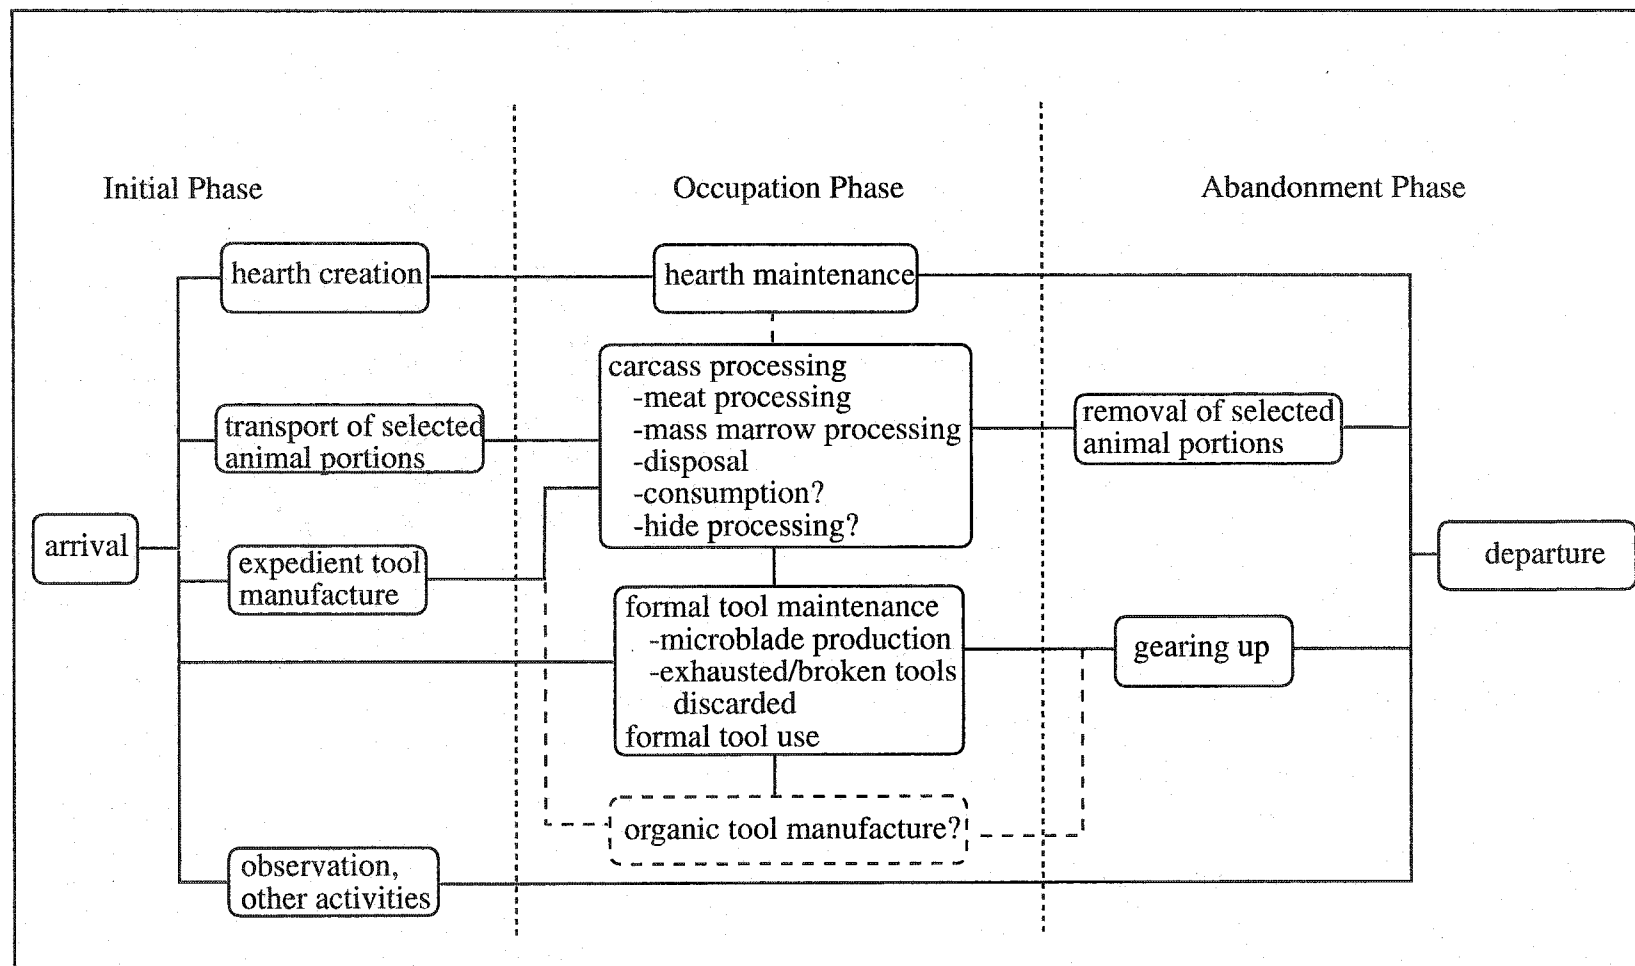 Initial Phase
Occupation Phase
Abandonment Phase
hearth creation
hearth maintenance
carcass processing
-meat processing
-mass marrow processing
-disposal
-consumption?
-hide processing?
transport of selected
animal portions
removal of selected
animal portions
arrival
expedient tool
manufacture
departure
formal tool maintenance
-microblade production
-exhausted/broken tools
discarded
formal tool use
gearing up
organic tool manufacture?
observation,
other activities